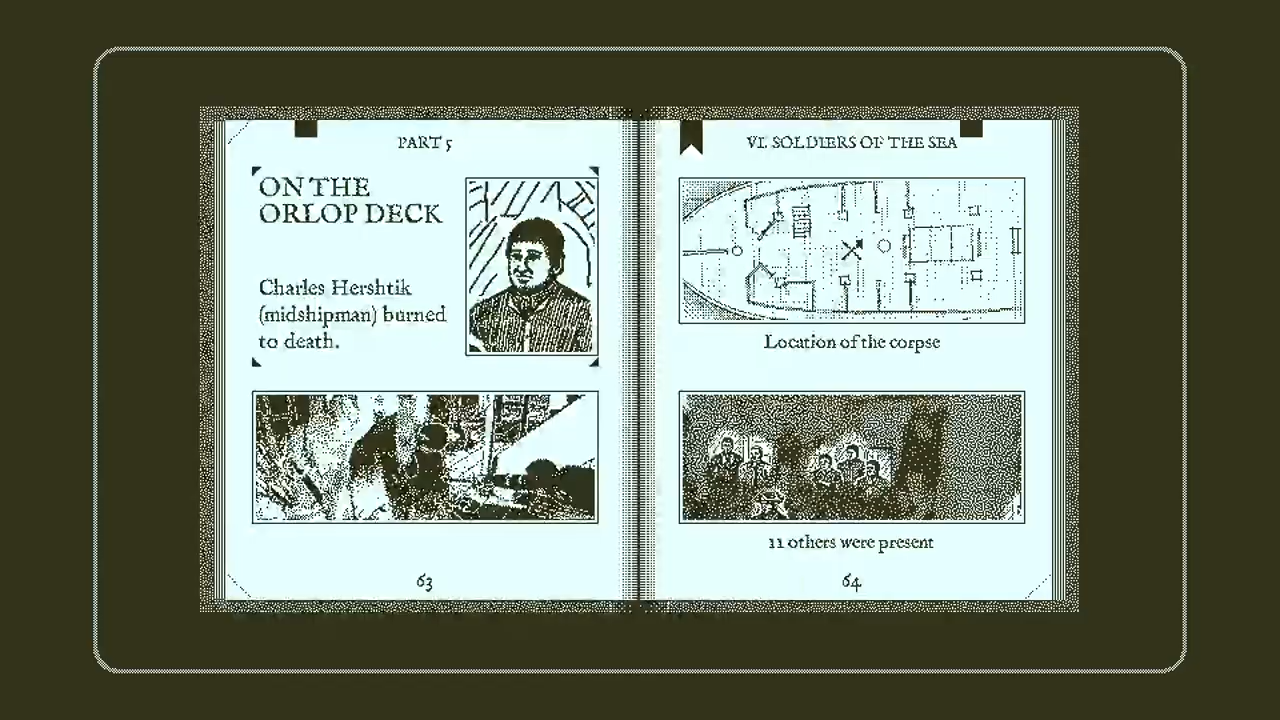 PART 5
ON THE
ORLOP DECK
Charles Hershtik
(midshipman) burned
to death.
63
VI. SOLDIERS OF THE SEA
Location of the corpse
11 others were present
64